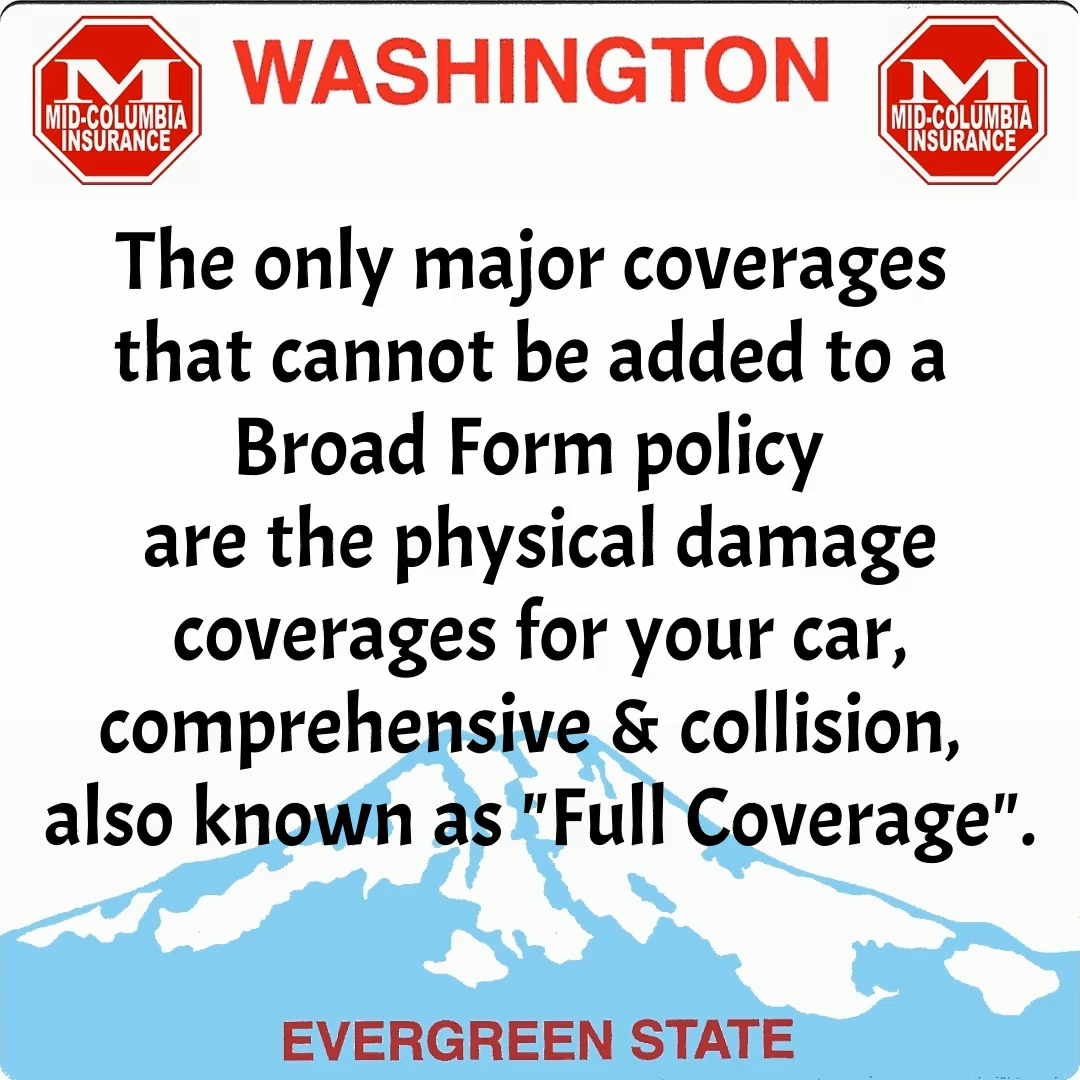 WASHINGTON
M
MID-COLUMBIA
INSURANCE
M
MID-COLUMBIA
INSURANCE
The only major coverages
that cannot be added to a
Broad Form policy
are the physical damage
coverages for your car,
comprehensive & collision,
also known as "Full Coverage".
EVERGREEN STATE